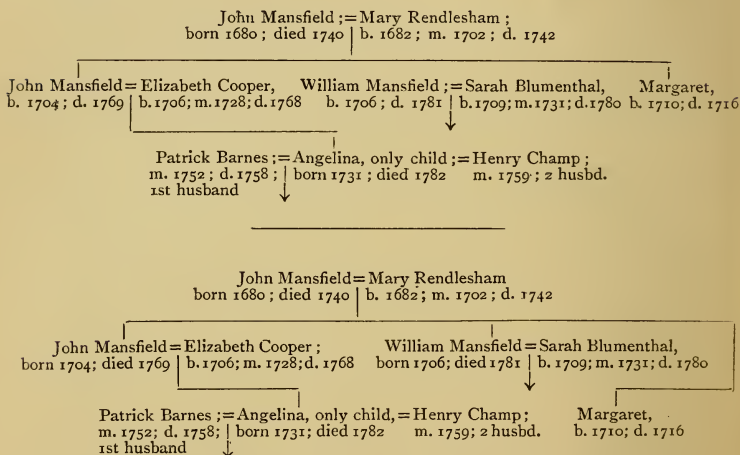 John Mansfield ;= Mary Rendlesham ;
born 1680 ; died 1740 b. 1682 ; m. 1702 ; d. 1742
John Mansfield = Elizabeth Cooper, William Mansfield ;= Sarah Blumenthal, Margaret,
b. 1704 ; d. 1769 b. 1706; m. 1728; d. 1768 b. 1706 ; d. 1781 b. 1709; m. 1731; d. 1780 b. 1710; d. 1716
Patrick Barnes ;= Angelina, only child ;= Henry Champ ;
m. 1752 ; d. 1758 ; born 1731 ; died 1782 m. 1759 ; 2 husbd.
1st husband
John Mansfield = Mary Rendlesham
born 1680 ; died 1740 b. 1682 ; m. 1702 ; d. 1742
John Mansfield = Elizabeth Cooper ; William Mansfield = Sarah Blumenthal,
born 1704; died 1769 b. 1706; m. 1728; d. 1768 born 1706; died 1781 b. 1709; m. 1731; d. 1780
Patrick Barnes ;= Angelina, only child, = Henry Champ ; Margaret,
m. 1752; d. 1758; born 1731; died 1782 m. 1759; 2 husbd. b. 1710; d. 1716
1st husband